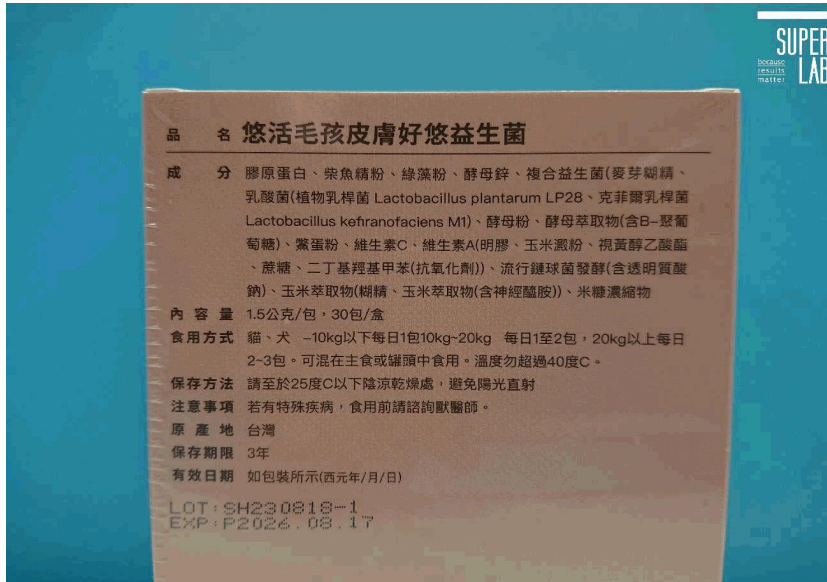 SUPER
because
results
matter
LAB
品名 悠活毛孩皮膚好悠益生菌
成分 膠原蛋白、柴魚精粉、綠藻粉、酵母鋅、複合益生菌(麥芽糊精、
乳酸菌(植物乳桿菌 Lactobacillus plantarum LP28、克菲爾乳桿菌
Lactobacillus kefiranofaciens M1)、酵母粉、酵母萃取物(含B-聚葡
萄糖)、鱉蛋粉、維生素C、維生素A(明膠、玉米澱粉、視黃醇乙酸酯
、蔗糖、二丁基羥基甲苯(抗氧化劑))、流行鏈球菌發酵(含透明質酸
鈉)、玉米萃取物(糊精、玉米萃取物(含神經醯胺))、米糠濃縮物
內容量 1.5公克/包，30包/盒
食用方式 貓、犬 -10kg以下每日1包10kg~20kg 每日1至2包，20kg以上每日
2~3包。可混在主食或罐頭中食用。溫度勿超過40度C。
保存方法 請至於25度C以下陰涼乾燥處，避免陽光直射
注意事項 若有特殊疾病，食用前請諮詢獸醫師。
原產地 台灣
保存期限 3年
有效日期 如包裝所示(西元年/月/日)
LOT:SH230818-1
EXP:P2026.08.17